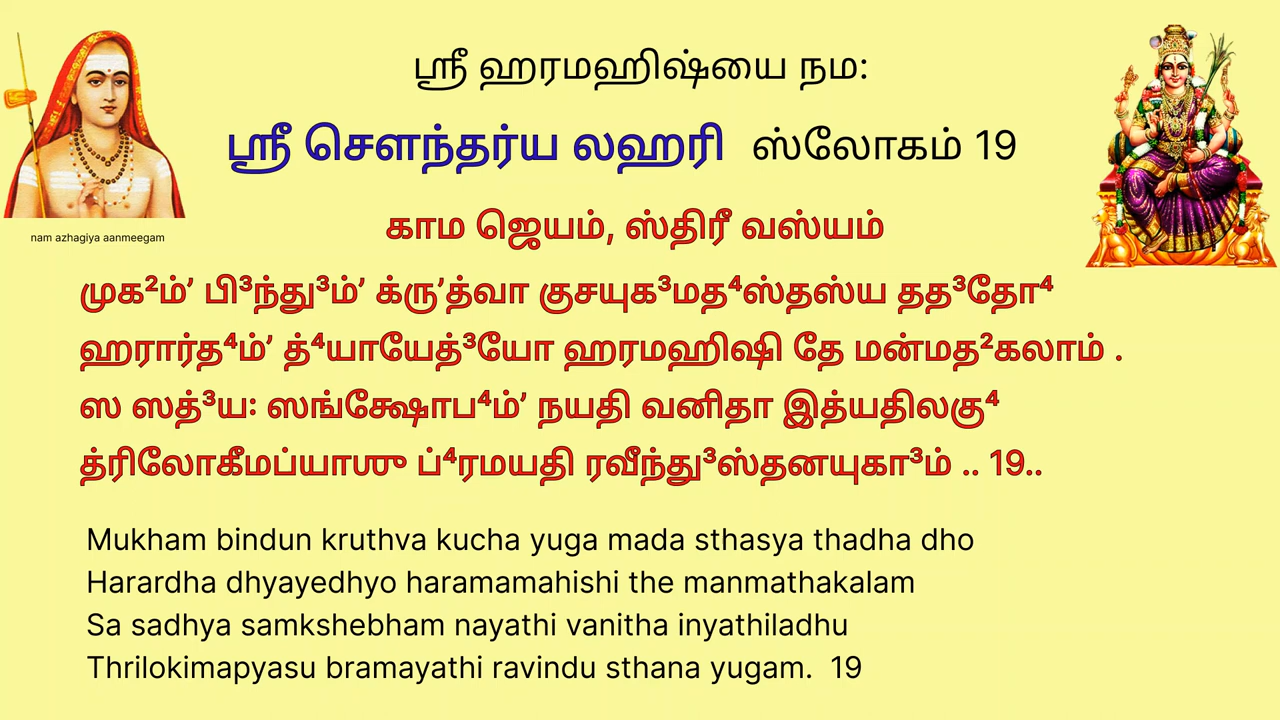 ஸ்ரீ ஹரமஹிஷ்யை நம:
ஸ்ரீ சௌந்தர்ய லஹரி ஸ்லோகம் 19
காம ஜெயம், ஸ்திரீ வஸ்யம்
nam azhagiya aanmeegam
முக²ம்ʼ பி³ந்து³ம்ʼ க்ருʼத்வா குசயுக³மத⁴ஸ்தஸ்ய தத³தோ⁴
ஹரார்த⁴ம்ʼ த்⁴யாயேத்³யோ ஹரமஹிஷி தே மன்மத²கலாம் .
ஸ ஸத்³ய꞉ ஸங்க்ஷோப⁴ம்ʼ நயதி வனிதா இத்யதிலகு⁴
த்ரிலோகீமப்யாஶு ப்⁴ரமயதி ரவீந்து³ஸ்தனயுகா³ம் .. 19..
Mukham bindun kruthva kucha yuga mada sthasya thadha dho
Harardha dhyayedhyo haramamahishi the manmathakalam
Sa sadhya samkshebham nayathi vanitha inyathiladhu
Thrilokimapyasu bramayathi ravindu sthana yugam. 19